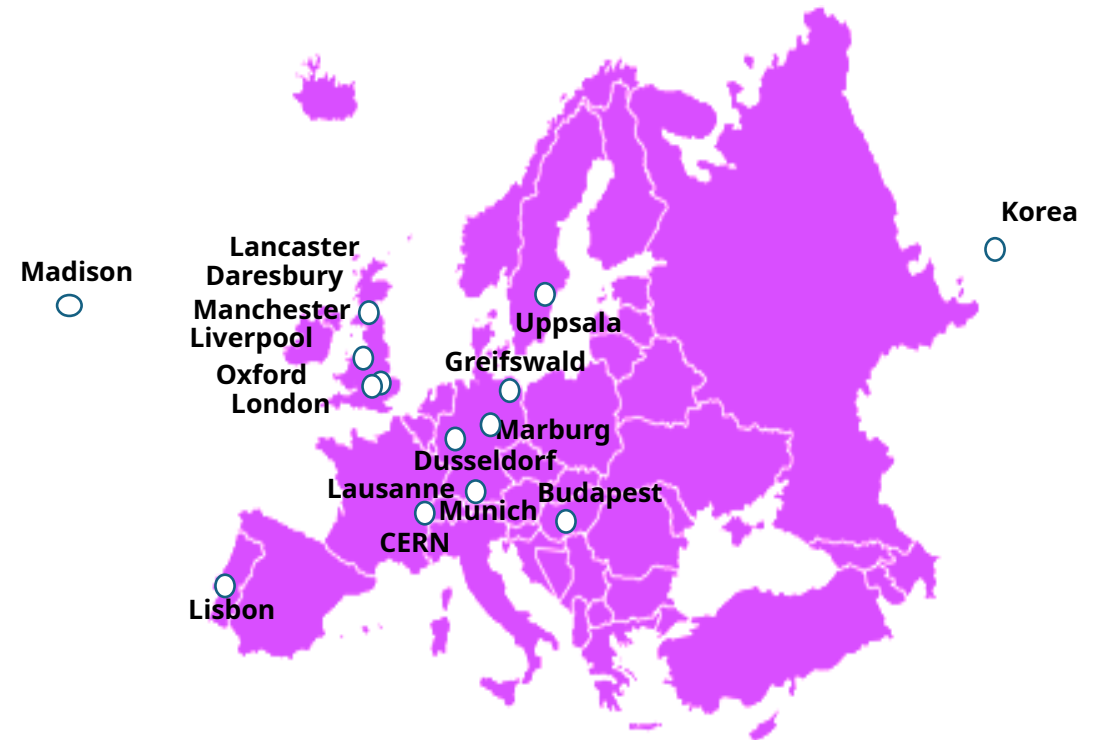 Korea
Lancaster
Madison
Daresbury
Manchester
Uppsala
Liverpool
Greifswald
Oxford
London
Marburg
Dusseldorf
Lausanne
Budapest
Munich
CERN
Lisbon